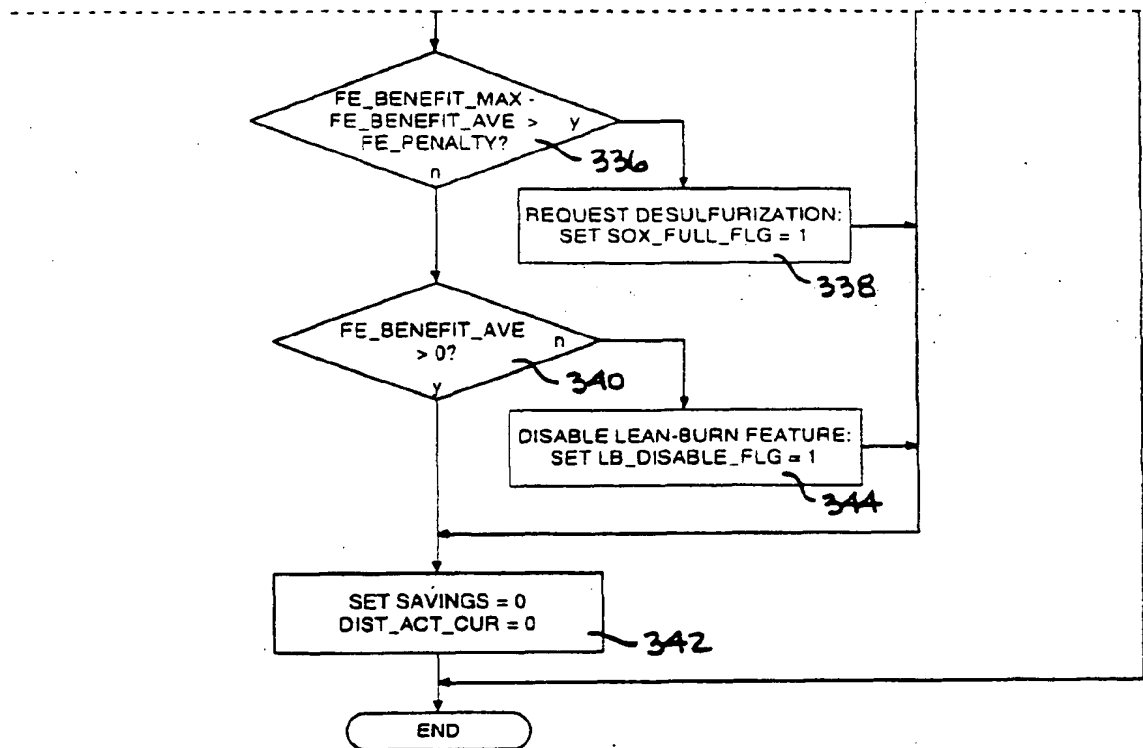 FE_BENEFIT_MAX -
FE_BENEFIT_AVE > y
FE_PENALTY?
336
n
REQUEST DESULFURIZATION:
SET SOX_FULL_FLG = 1
338
FE_BENEFIT_AVE n
> 0?
340
y
DISABLE LEAN-BURN FEATURE:
SET LB_DISABLE_FLG = 1
344
SET SAVINGS = 0
DIST_ACT_CUR = 0
342
END